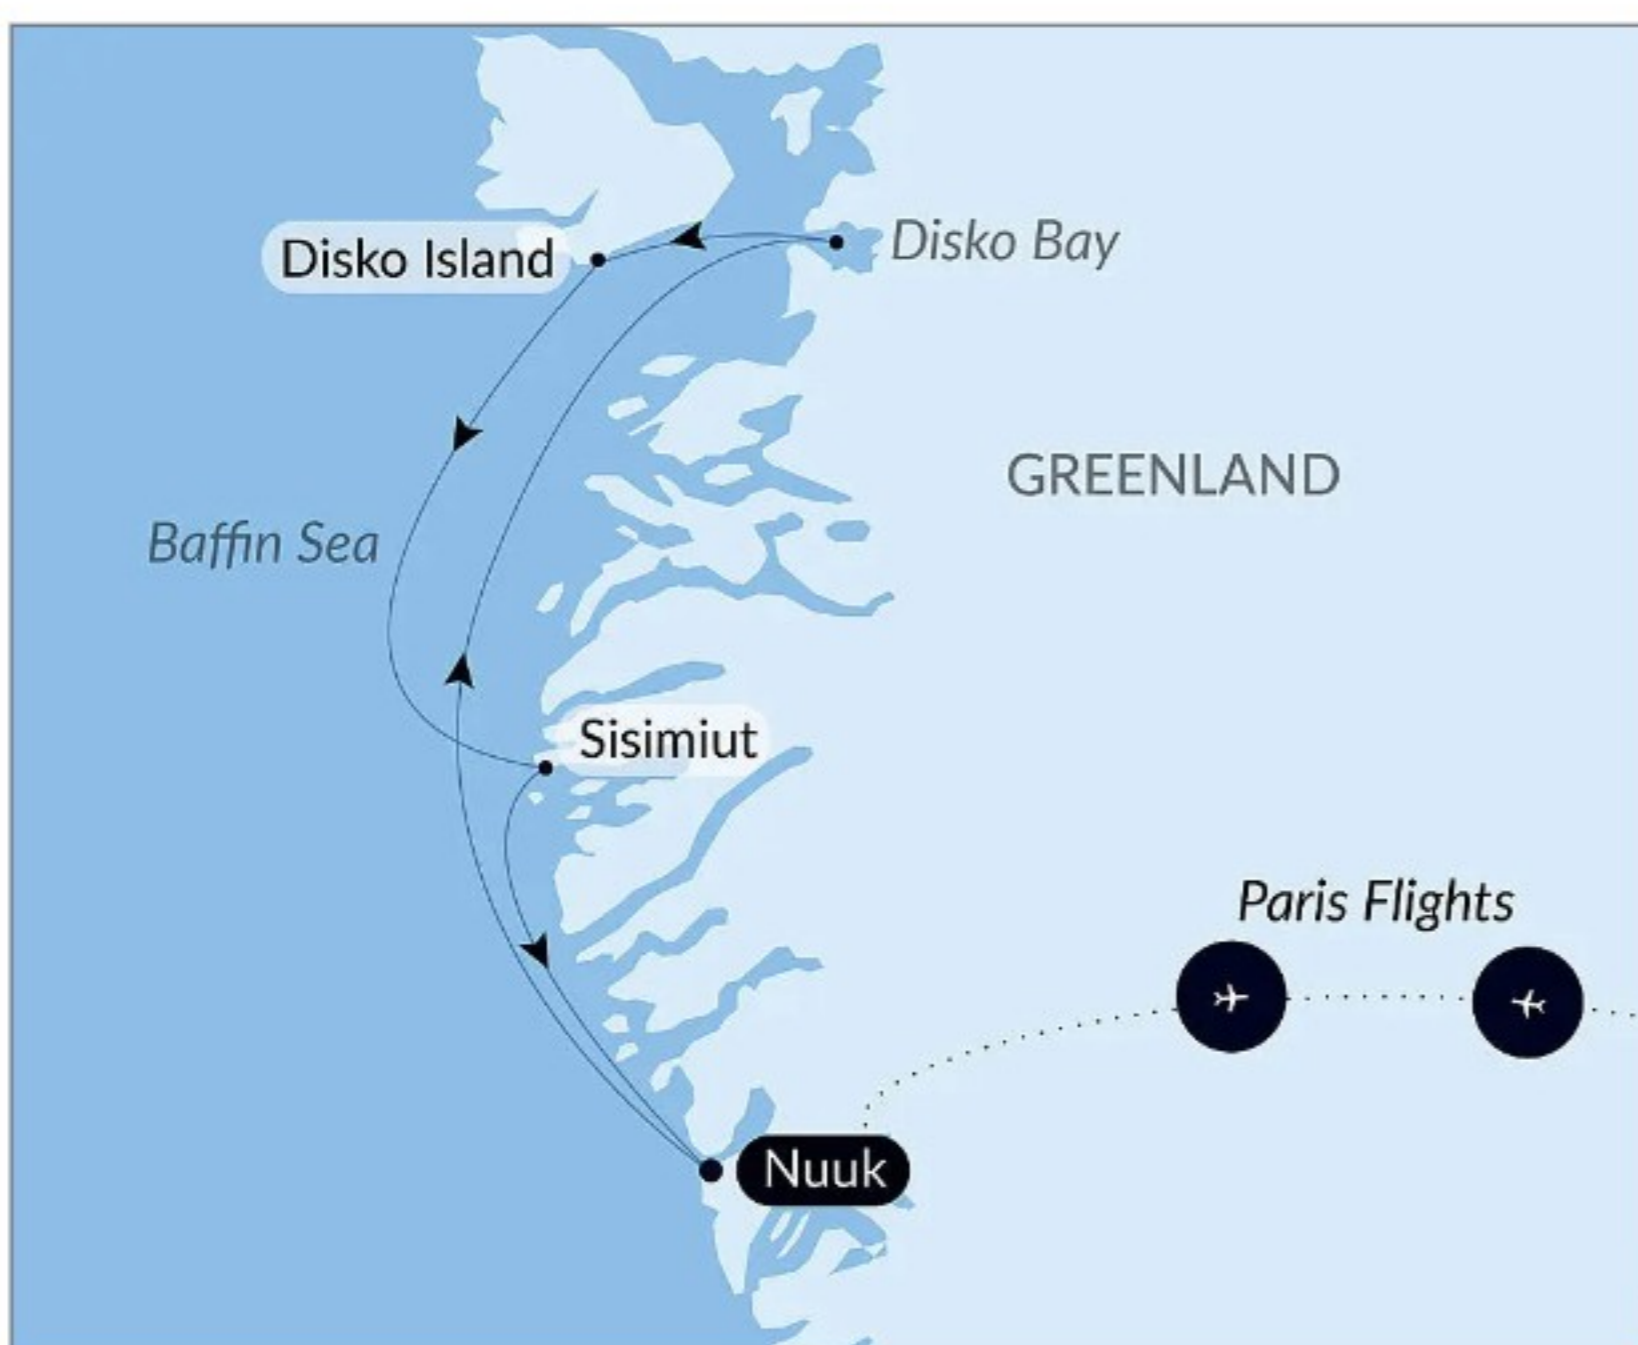 Disko Bay
Disko Island
GREENLAND
Baffin Sea
Sisimiut
Paris Flights
Nuuk